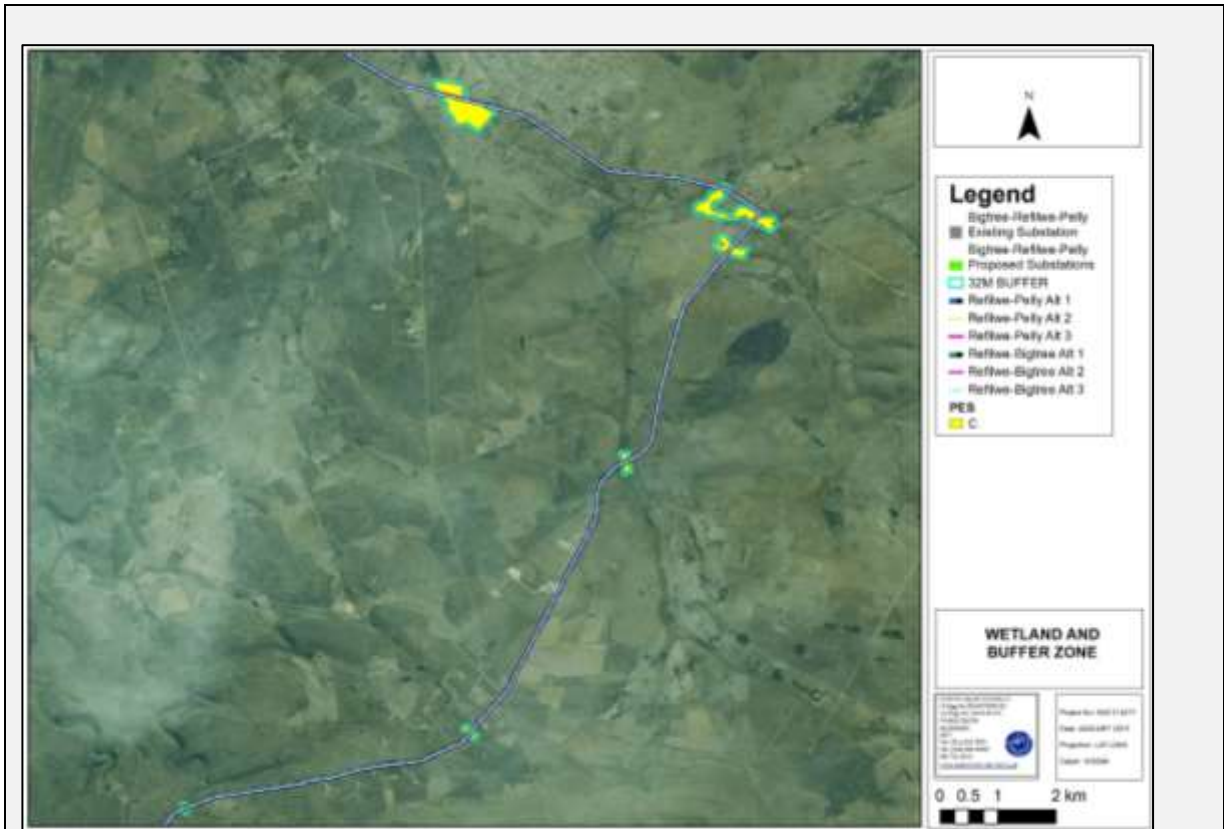 N
Legend
Bigtree-Refilwe-Pelly
Existing Substation
Bigtree-Refilwe-Pelly
Proposed Substations
32M BUFFER
Refilwe-Pelly Alt 1
Refilwe-Pelly Alt 2
Refilwe-Pelly Alt 3
Refilwe-Bigtree Alt 1
Refilwe-Bigtree Alt 2
Refilwe-Bigtree Alt 3
PES
C
WETLAND AND
BUFFER ZONE
0 0.5 1 2 km